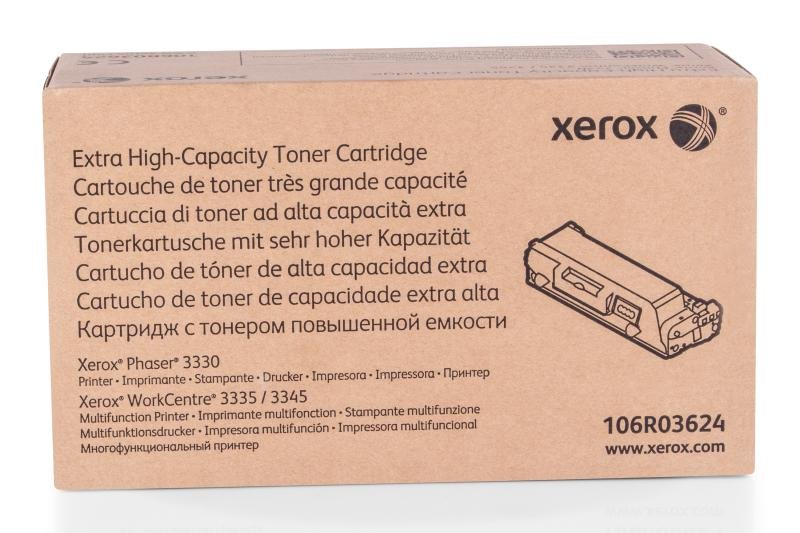 xerox
xerox ®
Extra High-Capacity Toner Cartridge
Cartouche de toner très grande capacité
Cartuccia di toner ad alta capacità extra
Tonerkartusche mit sehr hoher Kapazität
Cartucho de tóner de alta capacidad extra
Cartucho de toner de capacidade extra alta
Картридж с тонером повышенной емкости
Xerox® Phaser® 3330
Printer • Imprimante • Stampante • Drucker • Impresora • Impressora • Принтер
Xerox® WorkCentre® 3335 / 3345
Multifunction Printer • Imprimante multifonction • Stampante multifunzione
Multifunktionsdrucker • Impresora multifunción • Impressora multifuncional
Многофункциональный принтер
106R03624
www.xerox.com